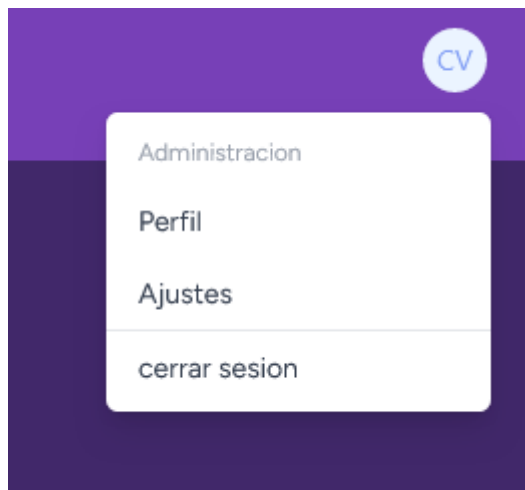 CV
Administracion
Perfil
Ajustes
cerrar sesion